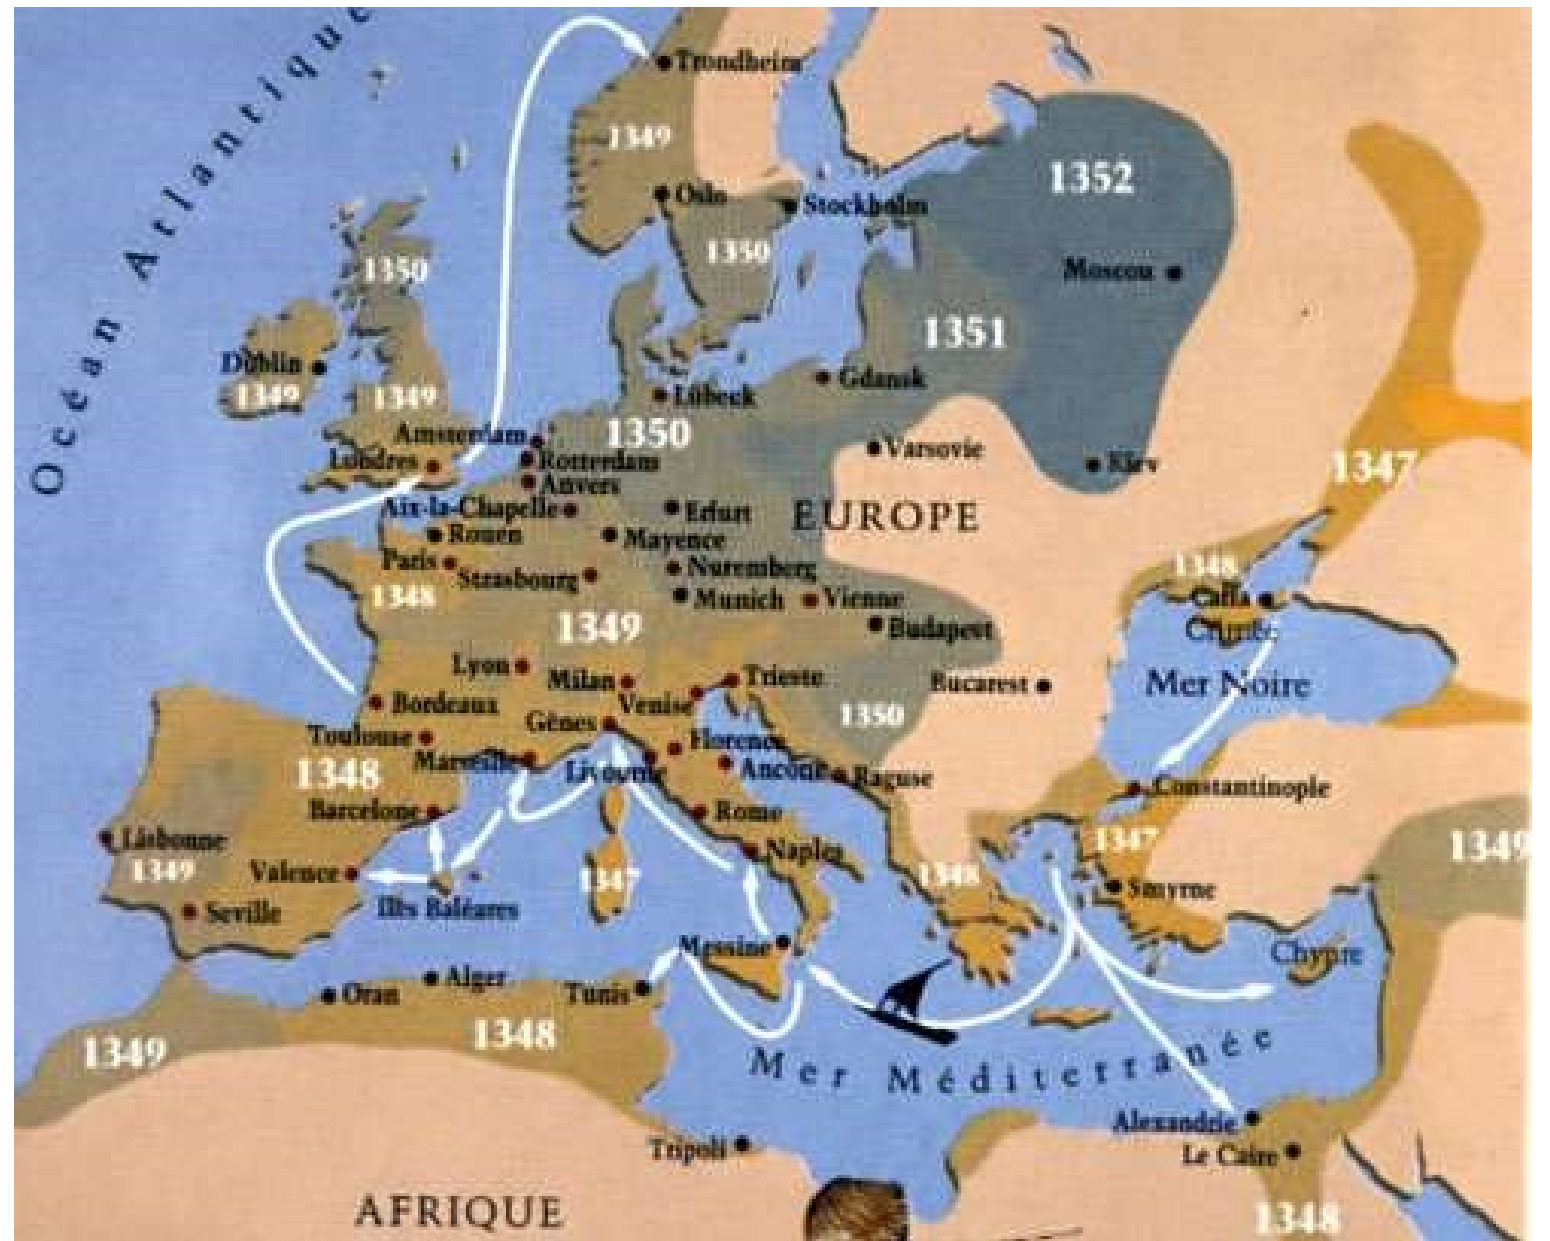 Océan Atlantique
Trondheim
1349
1352
Oslo
Stockholm
1350
1350
Moscou
1351
Dublin
1349
1349
Gdansk
Lübeck
1350
Amsterdam
Londres
Rotterdam
Anvers
Varsovie
Kiev
1347
Aix-la-Chapelle
Erfurt
EUROPE
Rouen
Mayence
Paris
Strasbourg
Nuremberg
1348
1348
Munich
Vienne
Caffa
1349
Budapest
Crimée
Lyon
Milan
Trieste
Bucarest
Mer Noire
Bordeaux
Venise
1350
Gênes
Toulouse
Florence
Marseille
Livourne
Ancone
Raguse
1348
Constantinople
Barcelone
Rome
Lisbonne
1347
1349
Naples
1349
Valence
1347
1348
Smyrne
Seville
Iles Baléares
Messine
Chypre
Alger
Oran
Tunis
1348
1349
Mer Méditerranée
Alexandrie
Tripoli
Le Caire
AFRIQUE
1348